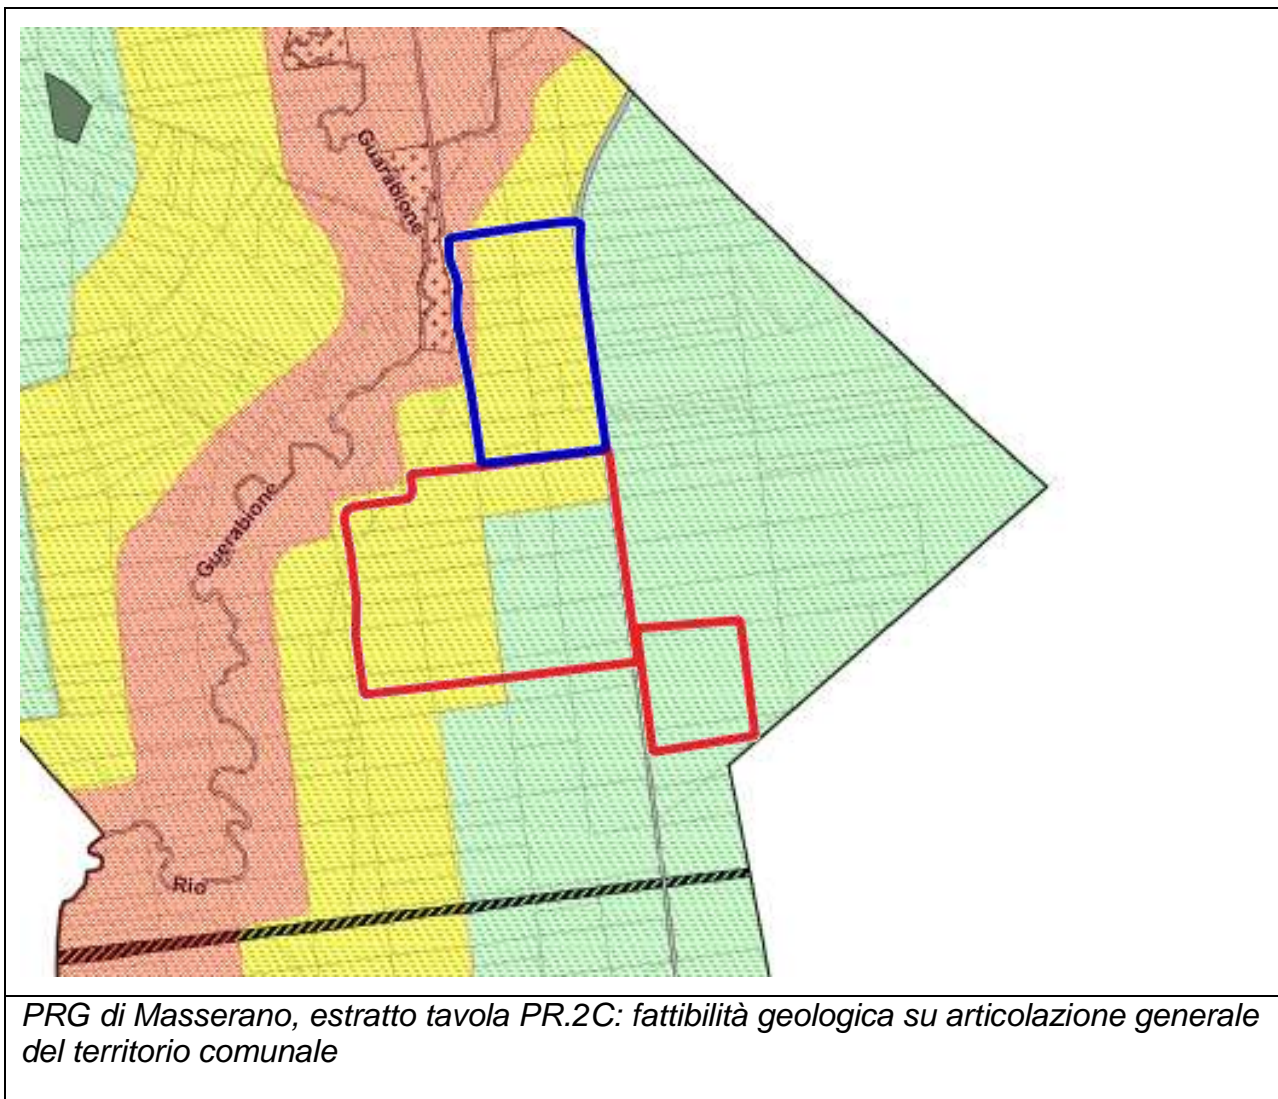 Guarabione
Guarabione
Rio
PRG di Masserano, estratto tavola PR.2C: fattibilità geologica su articolazione generale
del territorio comunale